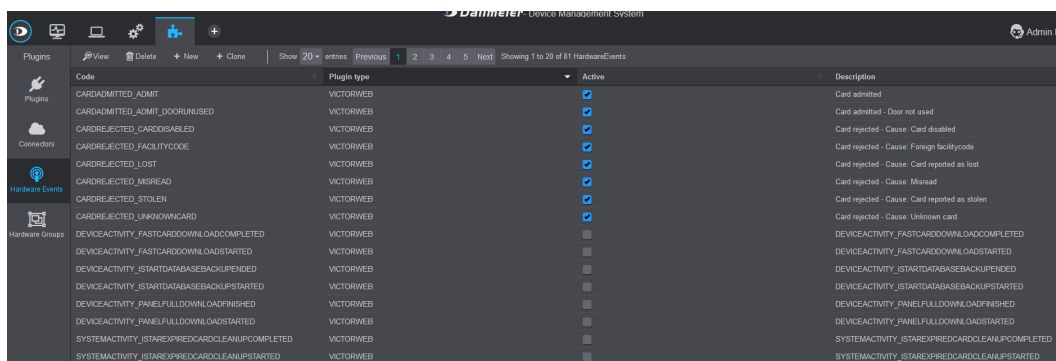 Dallmeier - Device Management System
Admin
Plugins View Delete + New + Clone Show 20 entries Previous 1 2 3 4 5 Next Showing 1 to 20 of 81 HardwareEvents
Code Plugin type Active Description
CARDADMITTED_ADMIT VICTORWEB Card admitted
CARDADMITTED_ADMIT_DOORUNUSED VICTORWEB Card admitted - Door not used
CARDREJECTED_CARDDISABLED VICTORWEB Card rejected - Cause: Card disabled
CARDREJECTED_FACILITYCODE VICTORWEB Card rejected - Cause: Foreign facilitycode
CARDREJECTED_LOST VICTORWEB Card rejected - Cause: Card reported as lost
CARDREJECTED_MISREAD VICTORWEB Card rejected - Cause: Misread
CARDREJECTED_STOLEN VICTORWEB Card rejected - Cause: Card reported as stolen
CARDREJECTED_UNKNOWNCARD VICTORWEB Card rejected - Cause: Unknown card
DEVICEACTIVITY_FASTCARDDOWNLOADCOMPLETED VICTORWEB DEVICEACTIVITY_FASTCARDDOWNLOADCOMPLETED
DEVICEACTIVITY_FASTCARDDOWNLOADSTARTED VICTORWEB DEVICEACTIVITY_FASTCARDDOWNLOADSTARTED
DEVICEACTIVITY_ISTARTDATABASEBACKUPENDED VICTORWEB DEVICEACTIVITY_ISTARTDATABASEBACKUPENDED
DEVICEACTIVITY_ISTARTDATABASEBACKUPSTARTED VICTORWEB DEVICEACTIVITY_ISTARTDATABASEBACKUPSTARTED
DEVICEACTIVITY_PANELFULLDOWNLOADFINISHED VICTORWEB DEVICEACTIVITY_PANELFULLDOWNLOADFINISHED
DEVICEACTIVITY_PANELFULLDOWNLOADSTARTED VICTORWEB DEVICEACTIVITY_PANELFULLDOWNLOADSTARTED
SYSTEMACTIVITY_ISTAREXPIREDCARDCLEANUPCOMPLETED VICTORWEB SYSTEMACTIVITY_ISTAREXPIREDCARDCLEANUPCOMPLETED
SYSTEMACTIVITY_ISTAREXPIREDCARDCLEANUPSTARTED VICTORWEB SYSTEMACTIVITY_ISTAREXPIREDCARDCLEANUPSTARTED
Plugins
Connectors
Hardware Events
Hardware Groups